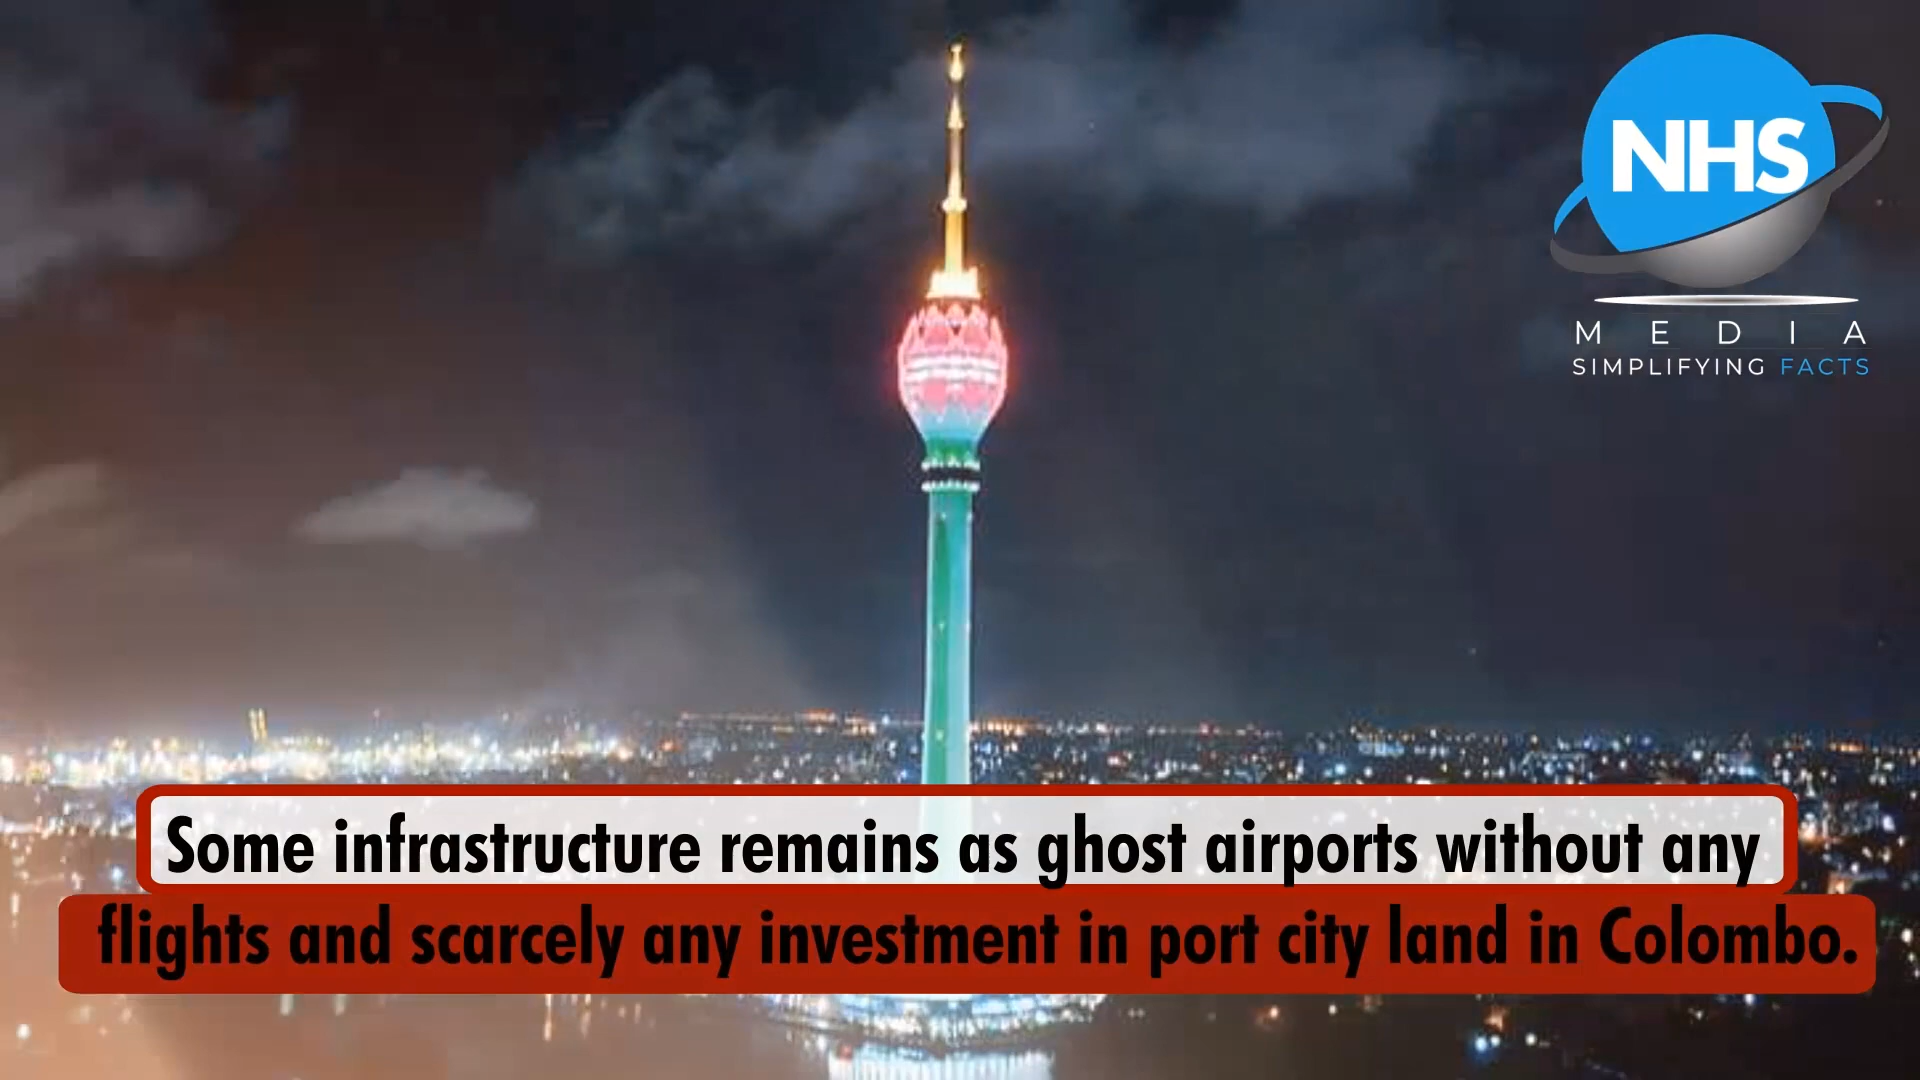 NHS
MEDIA
SIMPLIFYING FACTS
Some infrastructure remains as ghost airports without any
flights and scarcely any investment in port city land in Colombo.